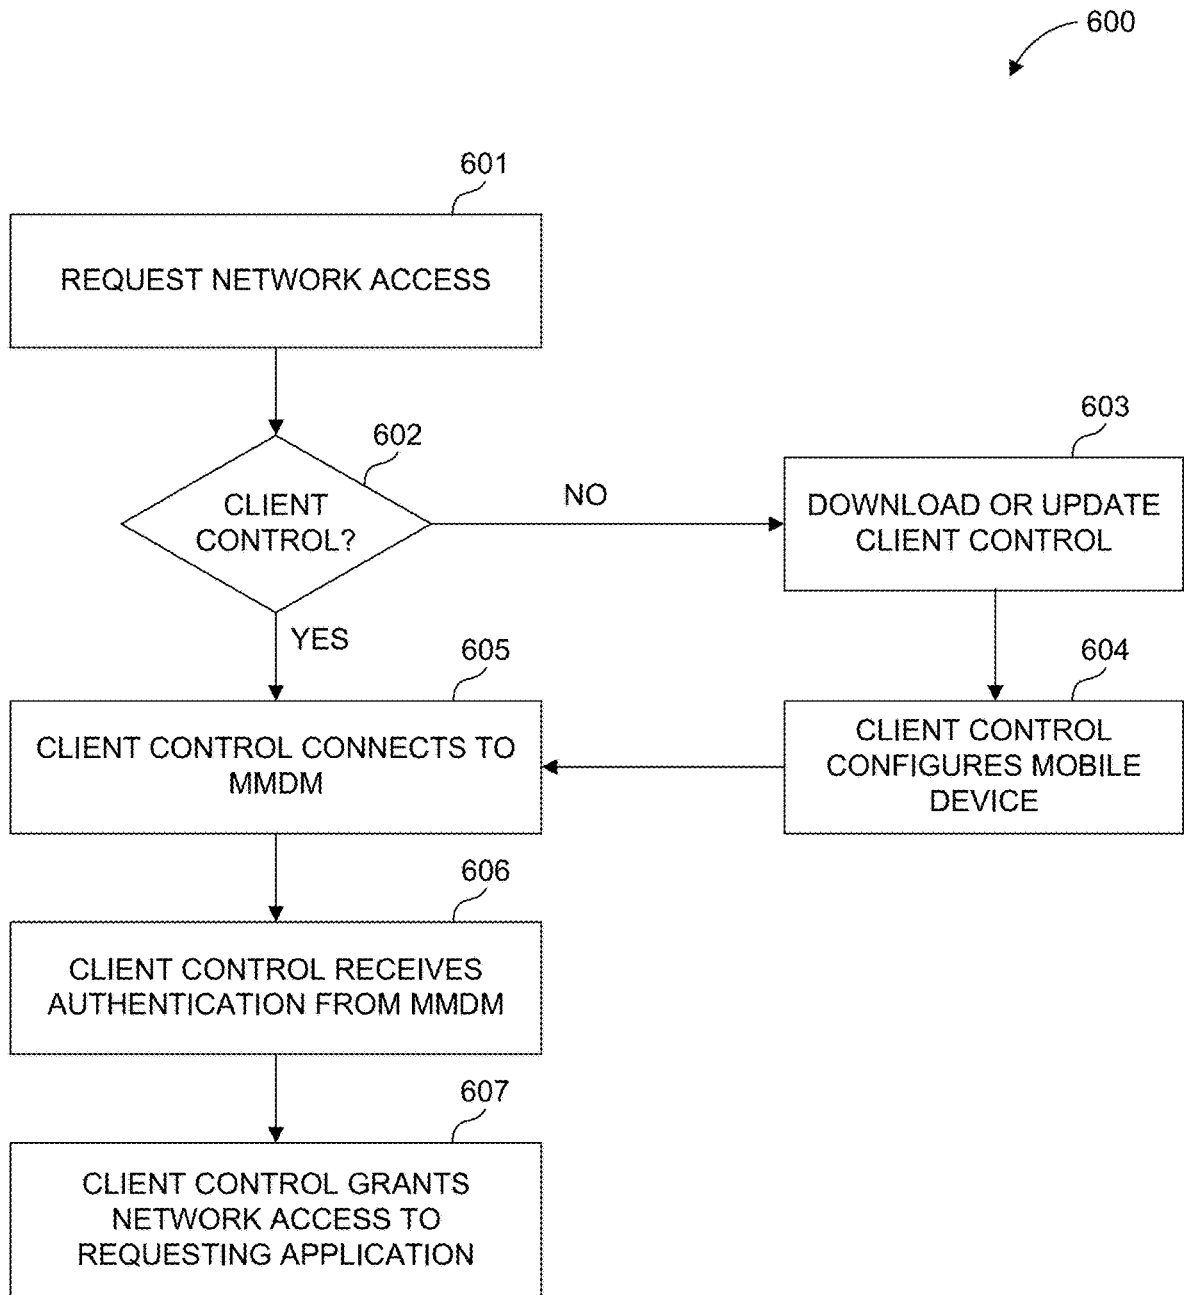 600
601
REQUEST NETWORK ACCESS
602
CLIENT
CONTROL?
NO
603
DOWNLOAD OR UPDATE
CLIENT CONTROL
YES
604
CLIENT CONTROL
CONFIGURES MOBILE
DEVICE
605
CLIENT CONTROL CONNECTS TO
MMDM
606
CLIENT CONTROL RECEIVES
AUTHENTICATION FROM MMDM
607
CLIENT CONTROL GRANTS
NETWORK ACCESS TO
REQUESTING APPLICATION